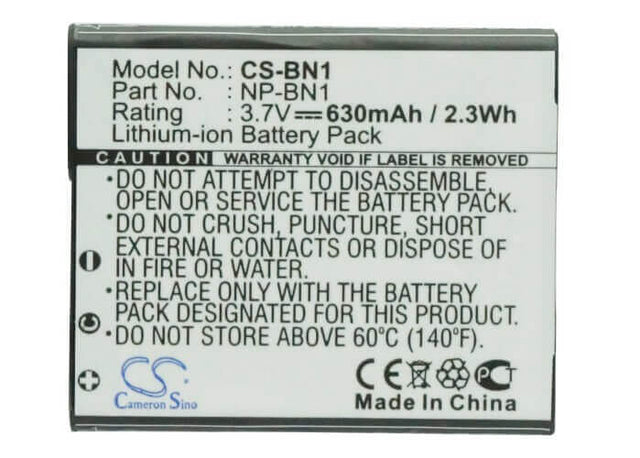 Model No.: CS-BN1
Part No. : NP-BN1
Rating : 3.7V 630mAh / 2.3Wh
Lithium-ion Battery Pack
CAUTION WARRANTY VOID IF LABEL IS REMOVED
•DO NOT ATTEMPT TO DISASSEMBLE,
OPEN OR SERVICE THE BATTERY PACK.
•DO NOT CRUSH, PUNCTURE, SHORT
EXTERNAL CONTACTS OR DISPOSE OF
IN FIRE OR WATER.
•REPLACE ONLY WITH THE BATTERY
PACK DESIGNATED FOR THIS SYSTEM.
•DO NOT STORE ABOVE 60°C (140°F).
CS
Cameron Sino
CE PCT
Made In China